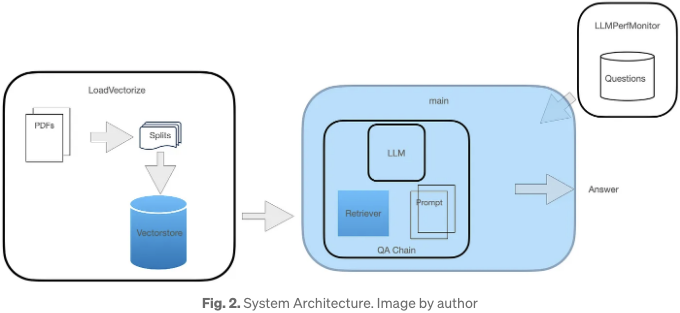 LLMPerfMonitor
Questions
LoadVectorize
PDFs
Splits
Vectorstore
main
LLM
Retriever
Prompt
QA Chain
Answer
Fig. 2. System Architecture. Image by author